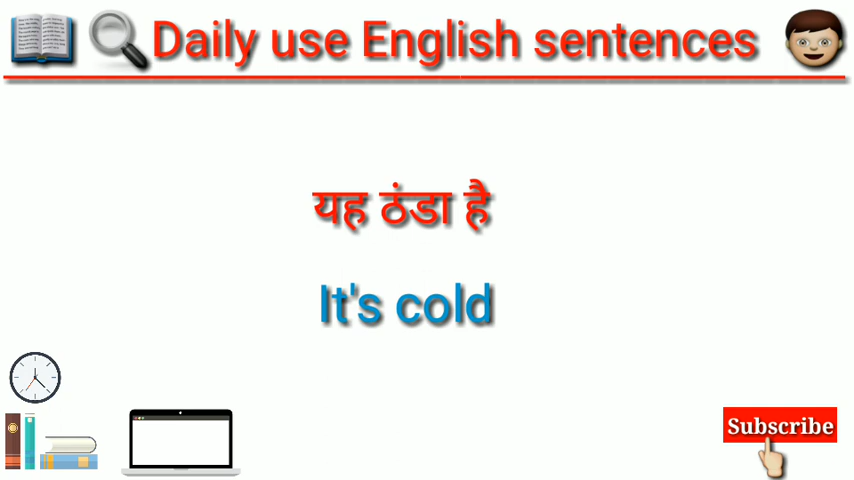 Daily use English sentences
यह ठंडा है
It's cold
Subscribe